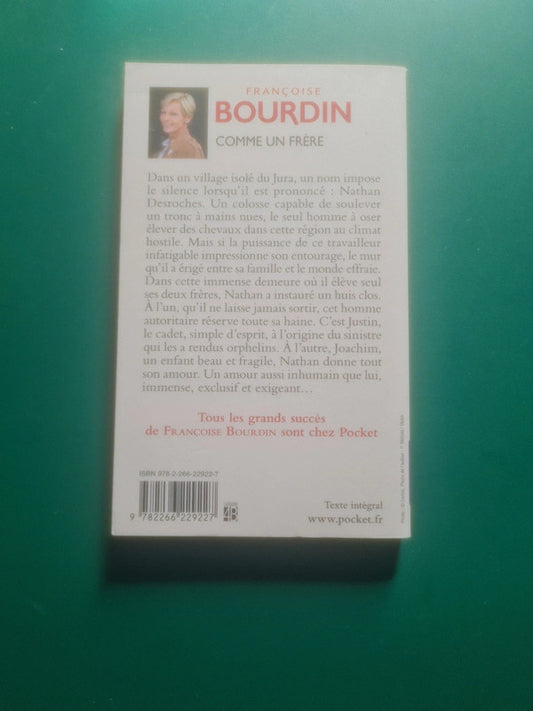 FRANÇOISE
BOURDIN
COMME UN FRÈRE
Dans un village isolé du Jura, un nom impose
le silence lorsqu'il est prononcé : Nathan
Desroches. Un colosse capable de soulever
un tronc à mains nues, le seul homme à oser
élever des chevaux dans cette région au climat
hostile. Mais si la puissance de ce travailleur
infatigable impressionne son entourage, le mur
qu'il a érigé entre sa famille et le monde effraie.
Dans cette immense demeure où il élève seul
ses deux frères, Nathan a instauré un huis clos.
À l'un, qu'il ne laisse jamais sortir, cet homme
autoritaire réserve toute sa haine. C'est Justin,
le cadet, simple d'esprit, à l'origine du sinistre
qui les a rendus orphelins. À l'autre, Joachim,
un enfant beau et fragile, Nathan donne tout
son amour. Un amour aussi inhumain que lui,
immense, exclusif et exigeant…
Tous les grands succès
de FRANÇOISE BOURDIN sont chez Pocket
ISBN 978-2-266-22922-7
9 782266 229227
Texte intégral
www.pocket.fr